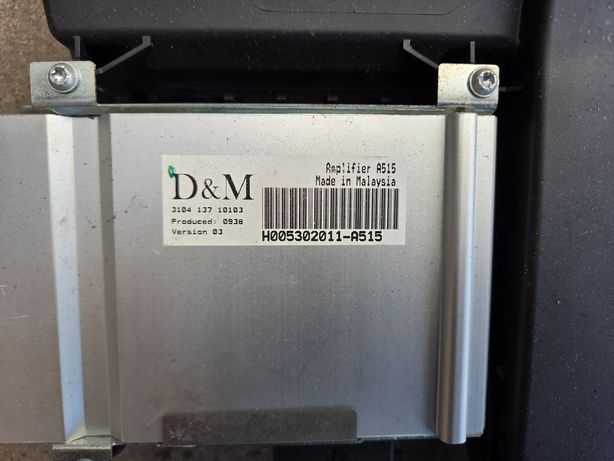 D&M
3104 137 10103
Produced: 0938
Version 03
Amplifier A515
Made in Malaysia
H005302011-A515